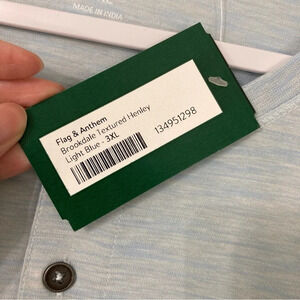 MADE IN INDIA
Flag & Anthem
Brookdale Textured Henley
Light Blue - 3XL
134951298